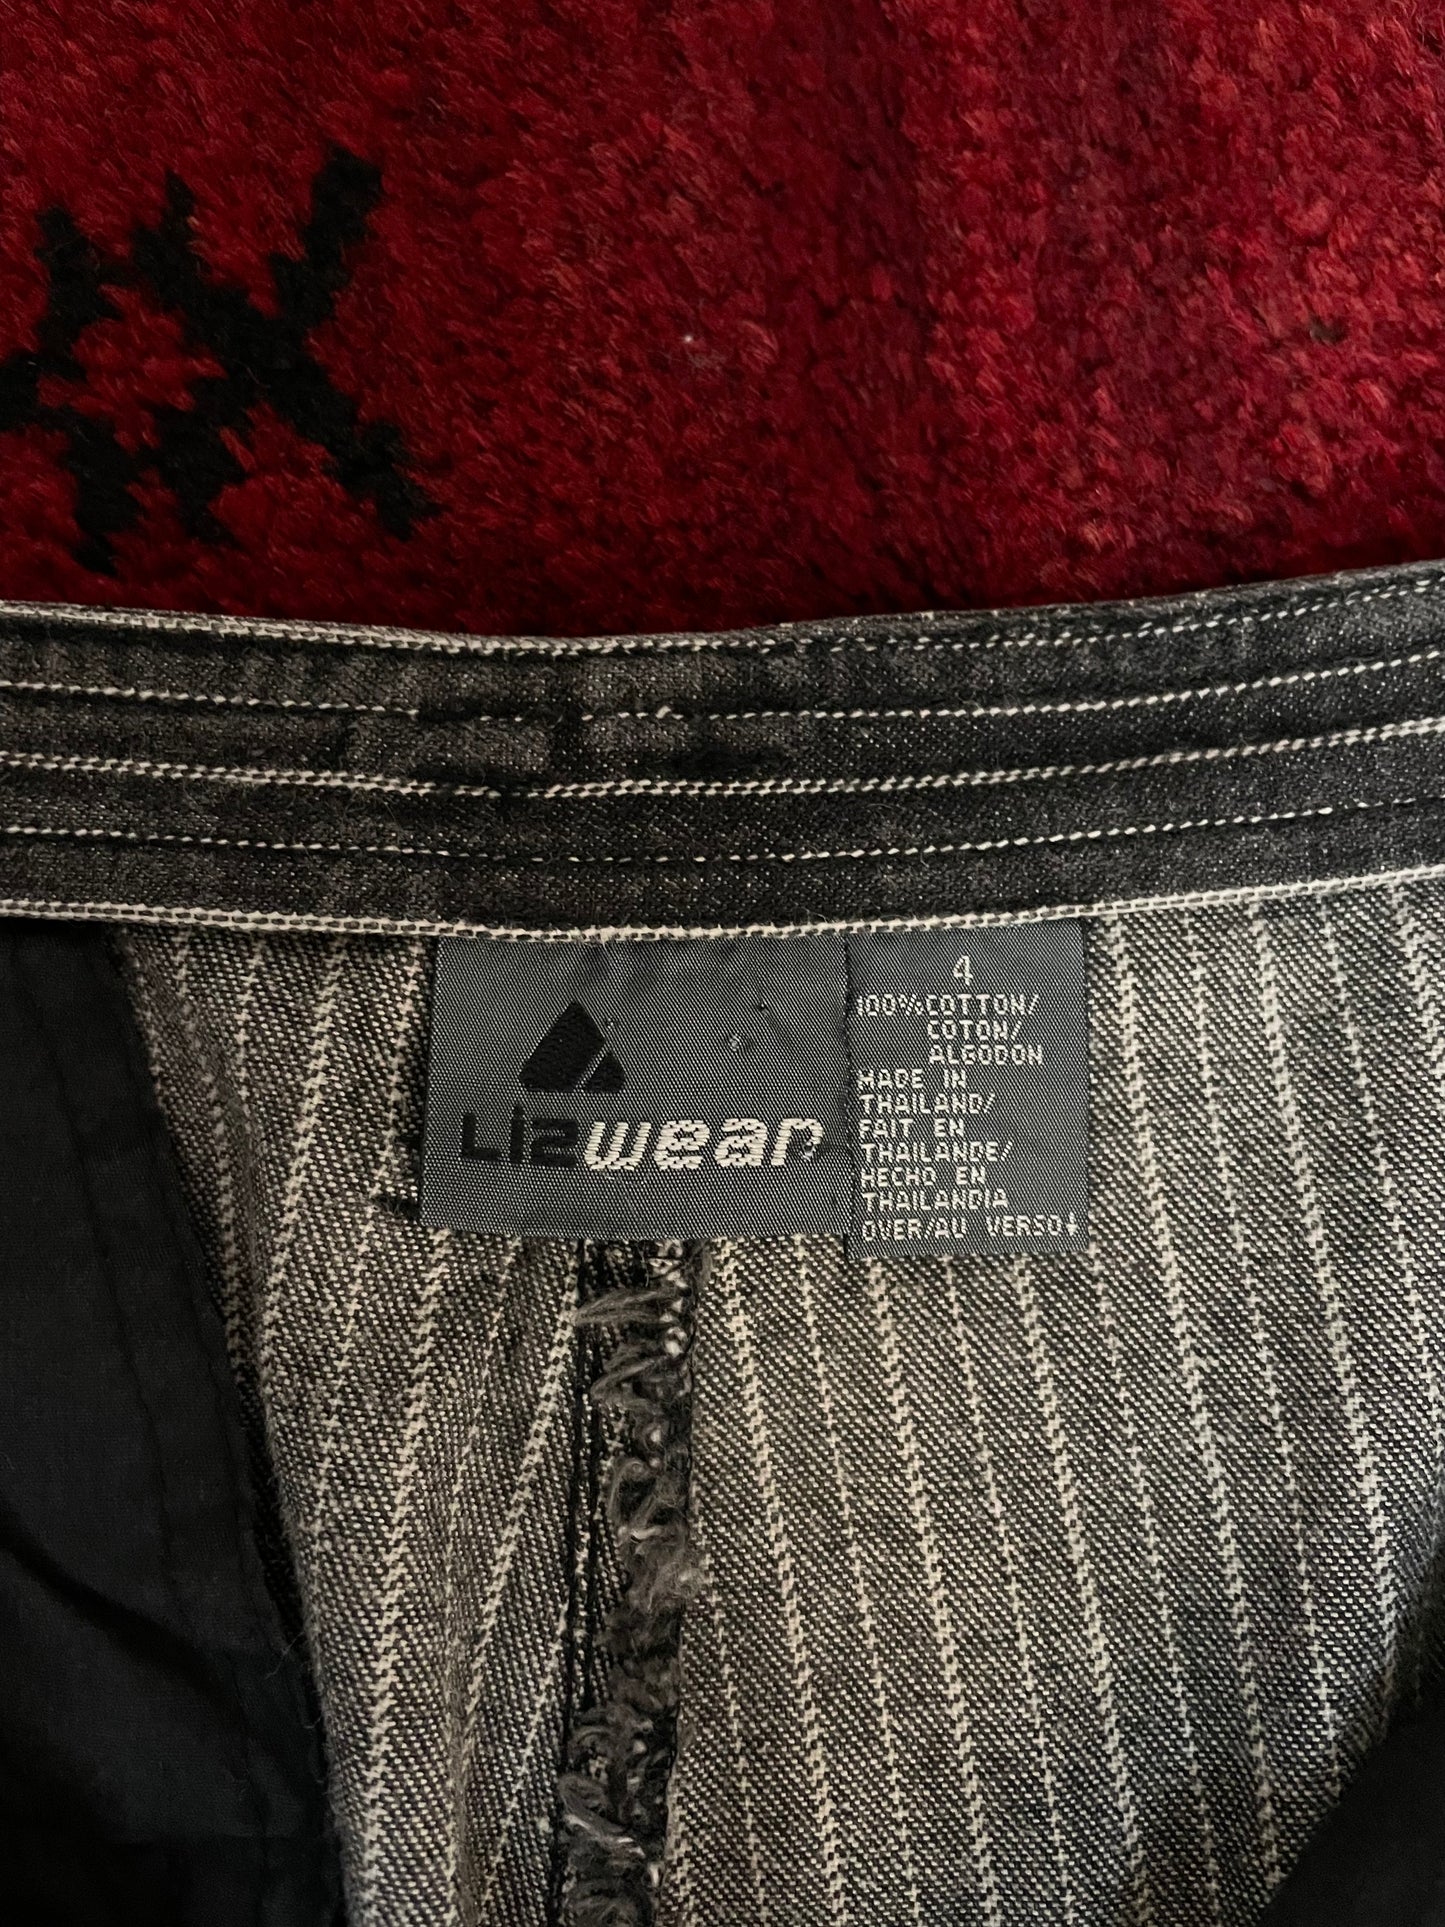 Lizwear
4
100%COTTON/
COTON/
ALGODON
MADE IN
THAILAND/
FAIT EN
THAILANDE/
HECHO EN
THAILANDIA
OVER/AU VERSO